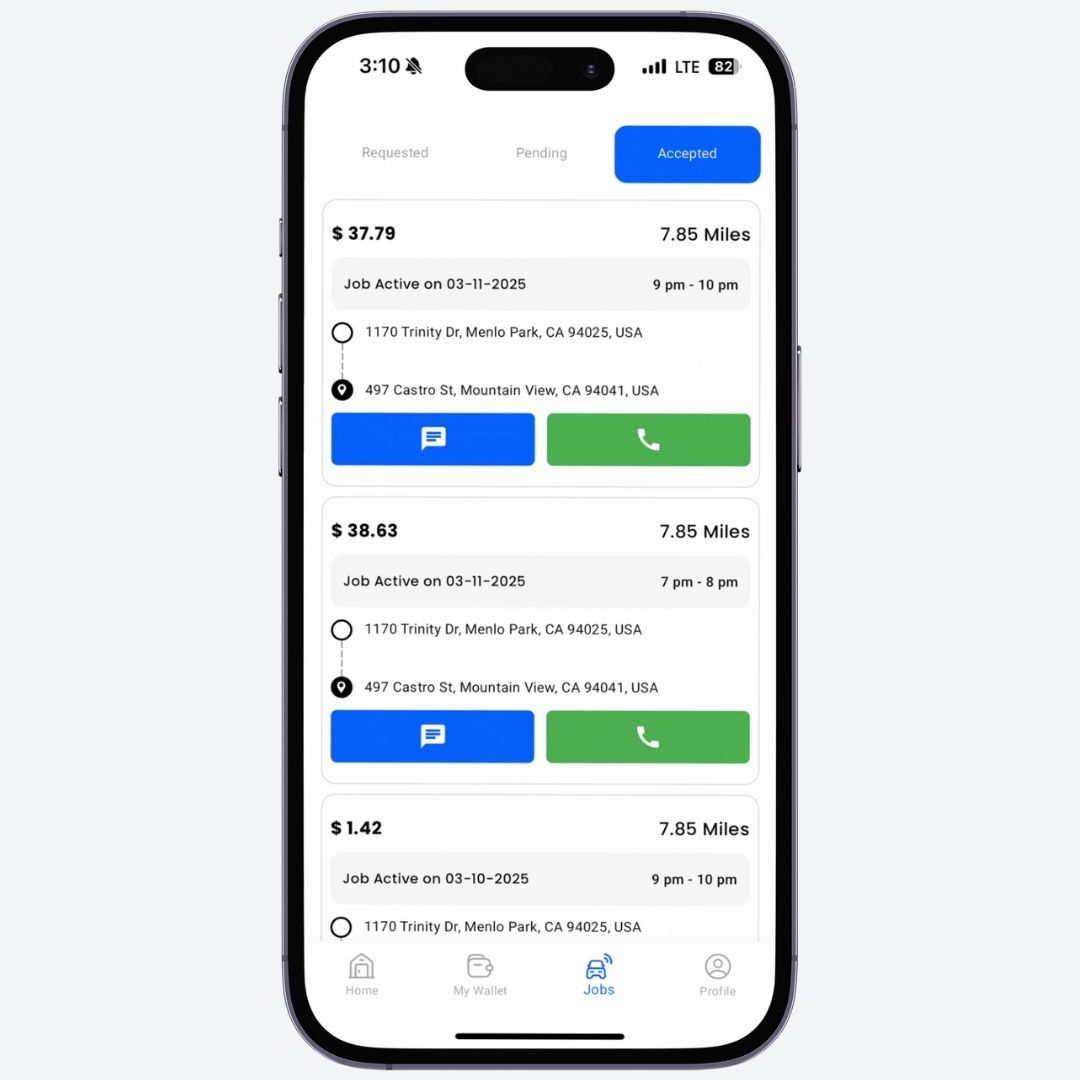 3:10 LTE 82
Requested Pending Accepted
$ 37.79 7.85 Miles
Job Active on 03-11-2025 9 pm - 10 pm
1170 Trinity Dr, Menlo Park, CA 94025, USA
497 Castro St, Mountain View, CA 94041, USA
$ 38.63 7.85 Miles
Job Active on 03-11-2025 7 pm - 8 pm
1170 Trinity Dr, Menlo Park, CA 94025, USA
497 Castro St, Mountain View, CA 94041, USA
$ 1.42 7.85 Miles
Job Active on 03-10-2025 9 pm - 10 pm
1170 Trinity Dr, Menlo Park, CA 94025, USA
Home My Wallet Jobs Profile